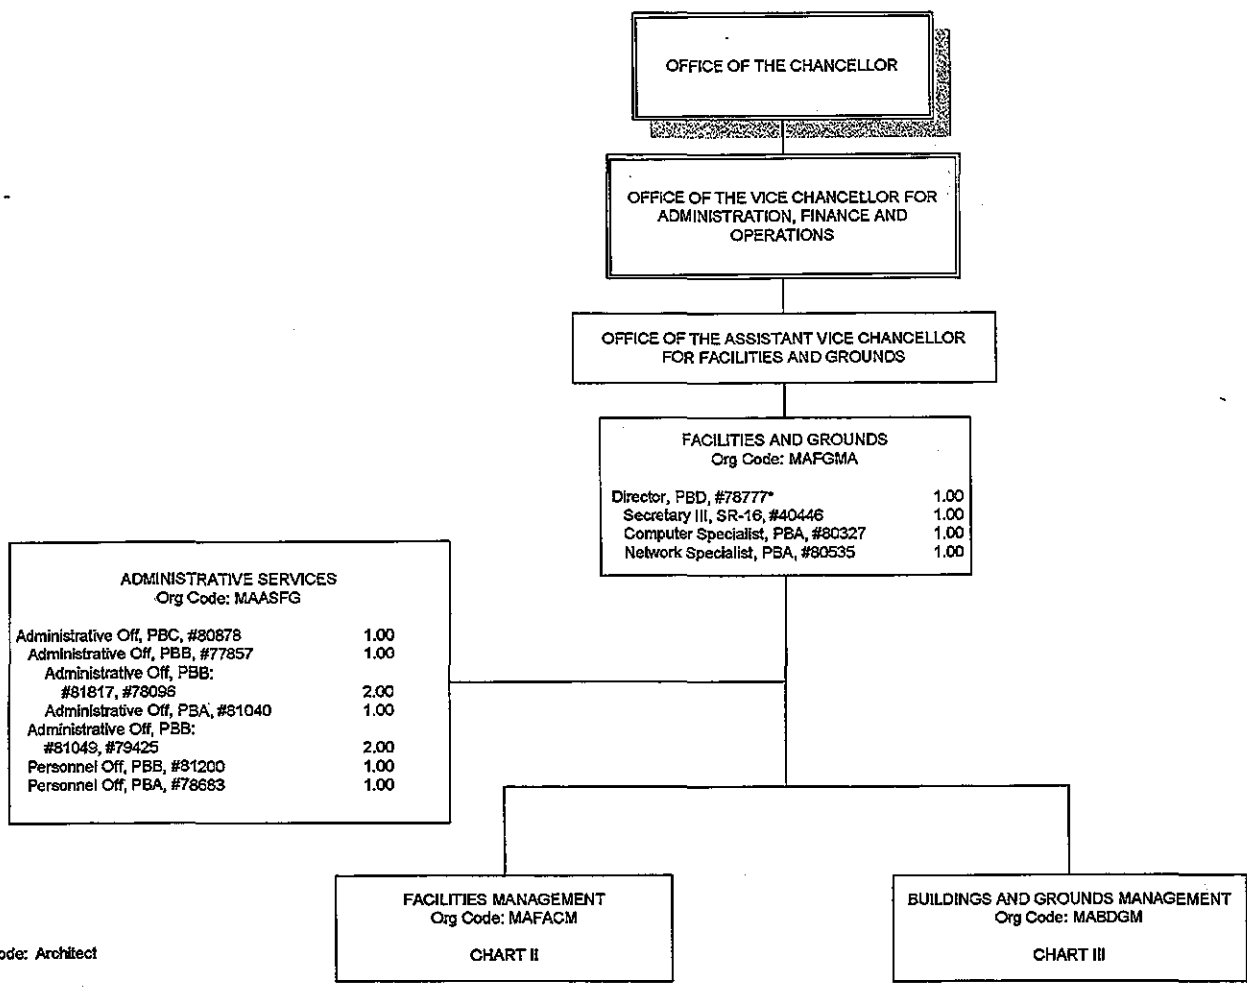 OFFICE OF THE CHANCELLOR
OFFICE OF THE VICE CHANCELLOR FOR
ADMINISTRATION, FINANCE AND
OPERATIONS
OFFICE OF THE ASSISTANT VICE CHANCELLOR
FOR FACILITIES AND GROUNDS
FACILITIES AND GROUNDS
Org Code: MAFGMA
Director, PBD, #78777* 1.00
Secretary III, SR-16, #40446 1.00
Computer Specialist, PBA, #80327 1.00
Network Specialist, PBA, #80535 1.00
ADMINISTRATIVE SERVICES
Org Code: MAASFG
Administrative Off, PBC, #80878 1.00
Administrative Off, PBB, #77857 1.00
Administrative Off, PBB:
#81817, #78096 2.00
Administrative Off, PBA, #81040 1.00
Administrative Off, PBB:
#81049, #79425 2.00
Personnel Off, PBB, #81200 1.00
Personnel Off, PBA, #78683 1.00
FACILITIES MANAGEMENT
Org Code: MAFACM
CHART II
BUILDINGS AND GROUNDS MANAGEMENT
Org Code: MABDGM
CHART III
ode: Architect